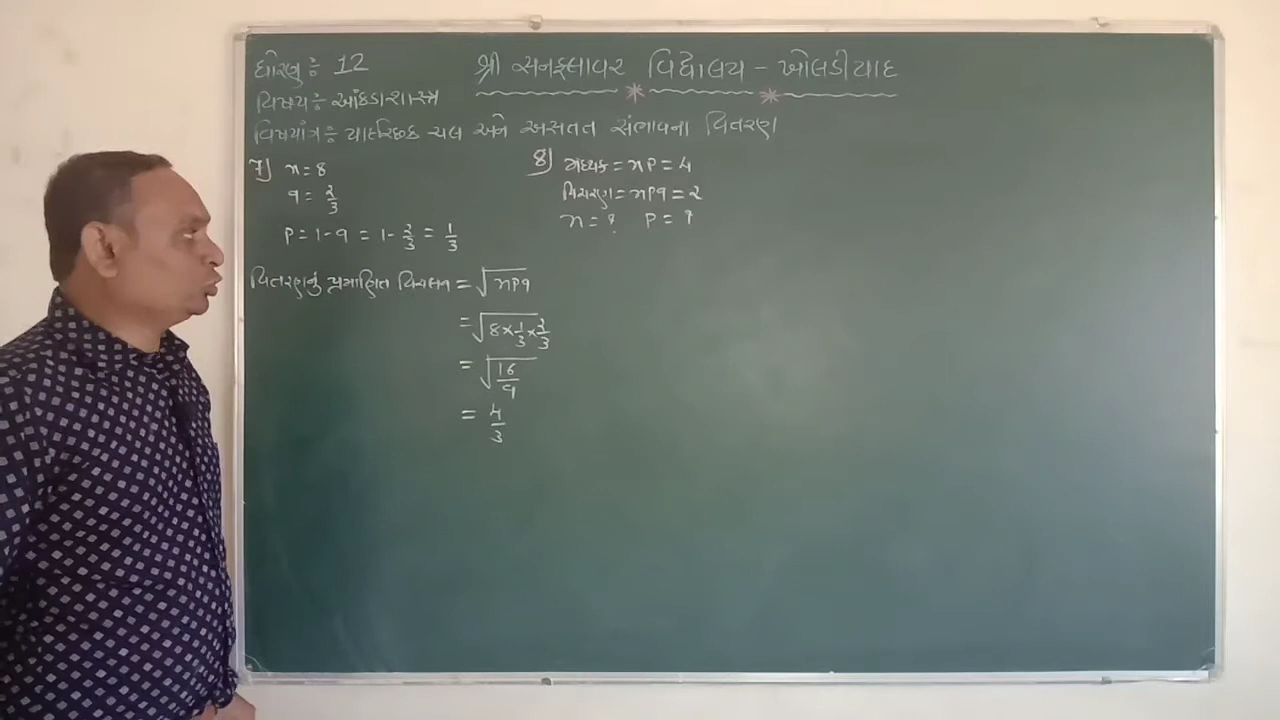 ધોરણ ÷ 12
શ્રી સનફલાવર વિદ્યાલય - ખોલડીયાદ
વિષય ÷ આંકડાશાસ્ત્ર
વિષયાંગ ÷ યાદચ્છિક ચલ અને અસતત સંભાવના વિતરણ
7) n = 8
q = 2/3
P = 1 - q = 1 - 2/3 = 1/3
વિતરણનું પ્રમાણિત વિચલન = √npq
= √8 × 1/3 × 2/3
= √16/9
= 4/3
8) મધ્યક = nP = 4
વિચરણ = nPq = 2
n = ? P = ?